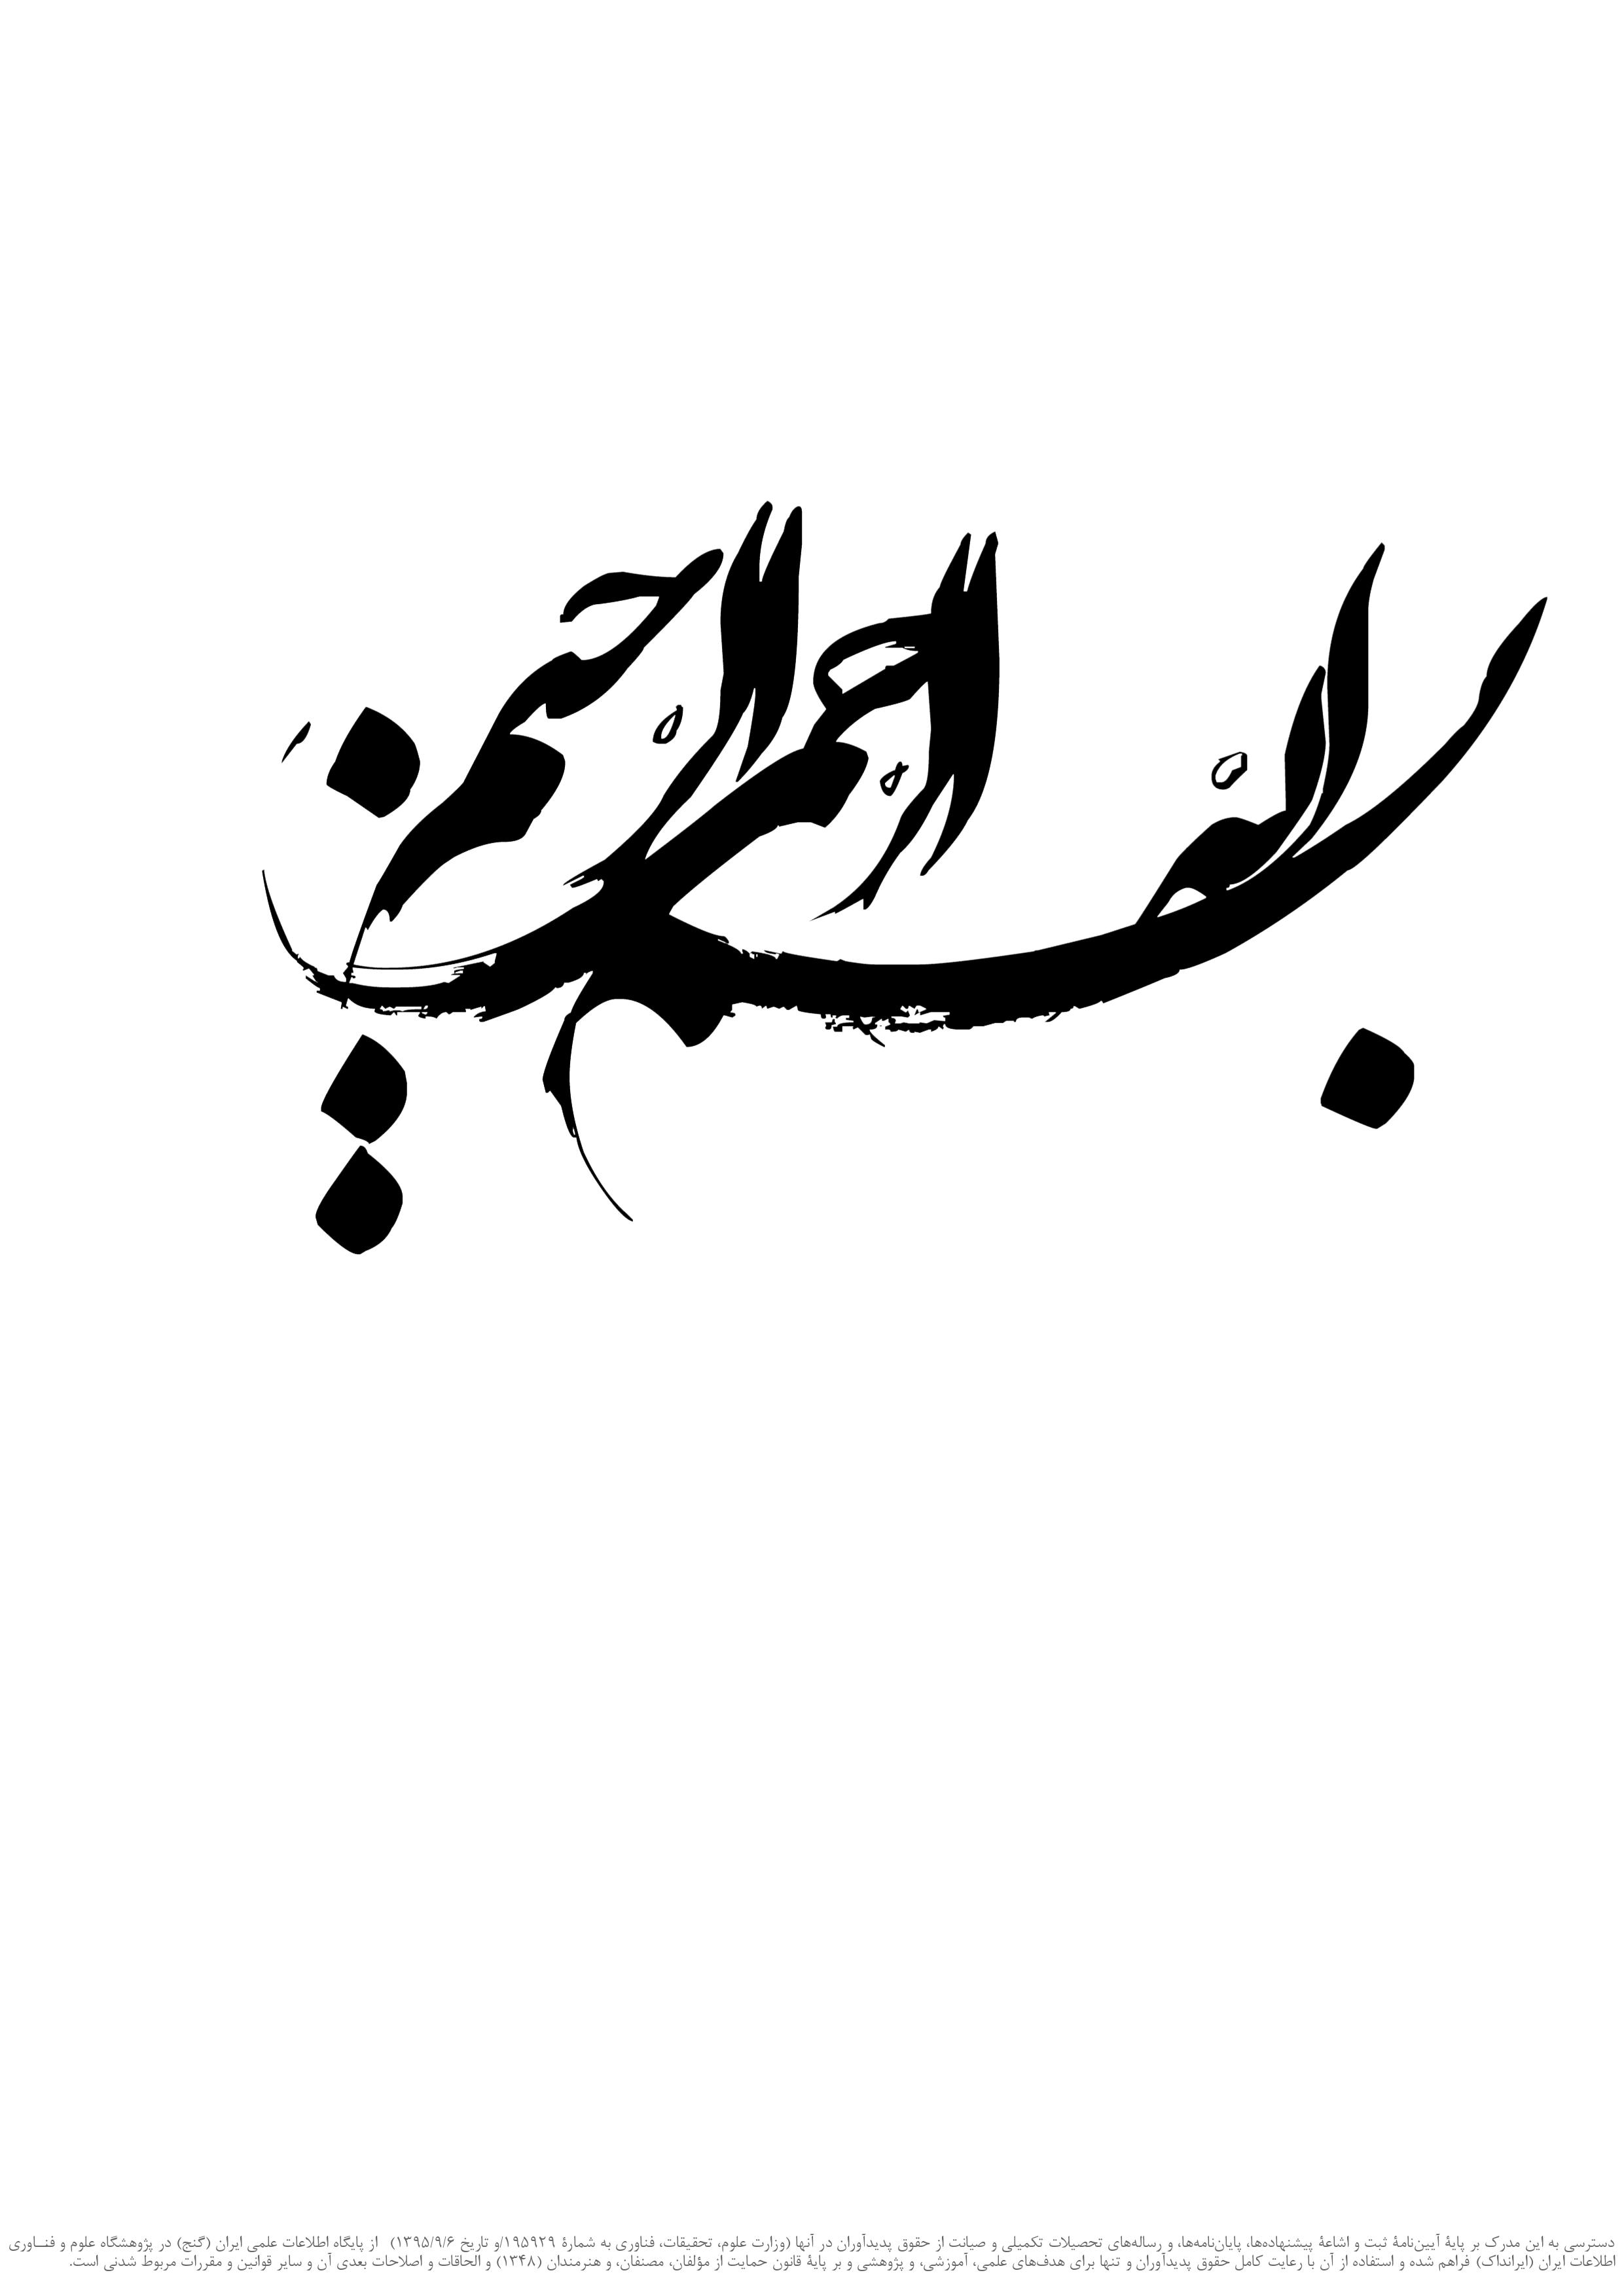 بسم الله الرحمن الرحیم
دسترسی به این مدرک بر پایهٔ آیین‌نامهٔ ثبت و اشاعهٔ پیشنهاده‌ها، پایان‌نامه‌ها، و رساله‌های تحصیلات تکمیلی و صیانت از حقوق پدیدآوران در آنها (وزارت علوم، تحقیقات، فناوری به شمارهٔ ۱۹۵۹۲۹/و تاریخ ۱۳۹۵/۹/۶) از پایگاه اطلاعات علمی ایران (گنج) در پژوهشگاه علوم و فنـــاوری
اطلاعات ایران (ایرانداک) فراهم شده و استفاده از آن با رعایت کامل حقوق پدیدآوران و تنها برای هدف‌های علمی، آموزشی، و پژوهشی و بر پایهٔ قانون حمایت از مؤلفان، مصنفان، و هنرمندان (۱۳۴۸) و الحاقات و اصلاحات بعدی آن و سایر قوانین و مقررات مربوط شدنی است.